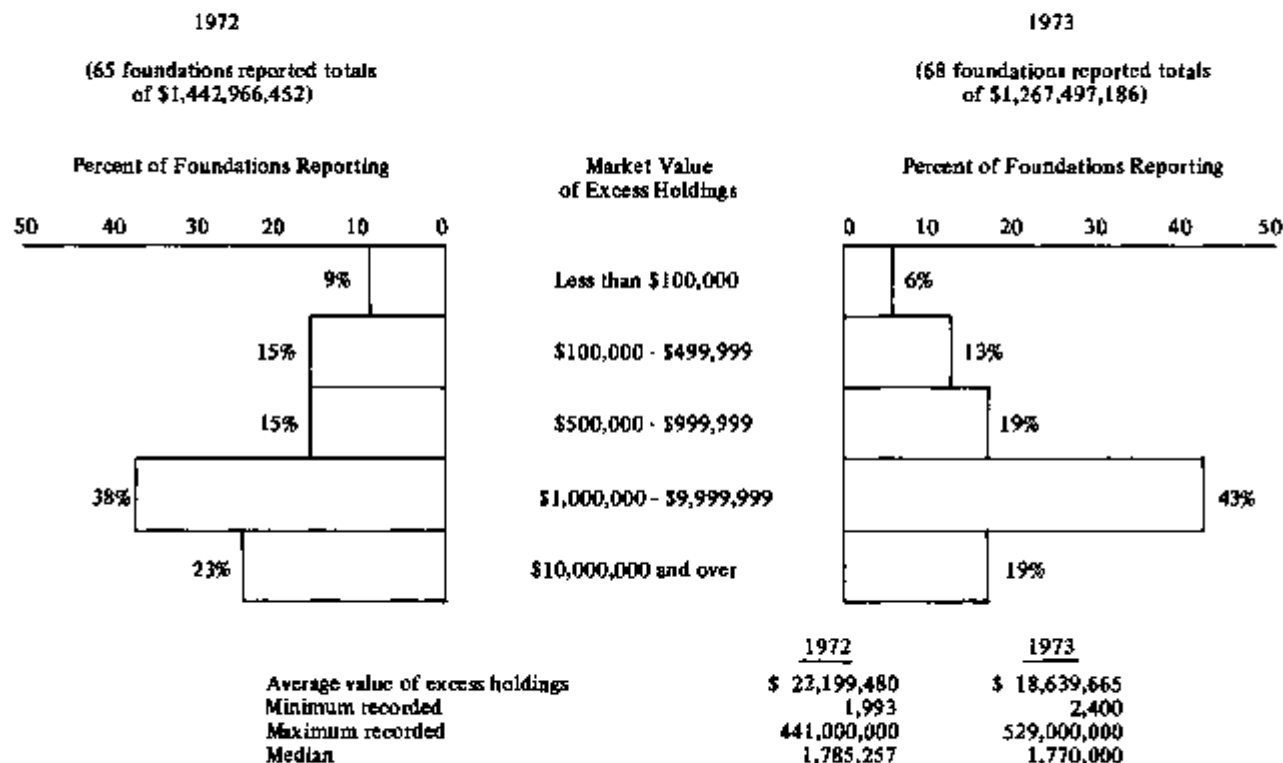 1972 1973
(65 foundations reported totals (68 foundations reported totals
of $1,442,966,452) of $1,267,497,186)
Percent of Foundations Reporting Market Value Percent of Foundations Reporting
of Excess Holdings
50 40 30 20 10 0 0 10 20 30 40 50
9% Less than $100,000 6%
15% $100,000 - $499,999 13%
15% $500,000 - $999,999 19%
38% $1,000,000 - $9,999,999 43%
23% $10,000,000 and over 19%
1972 1973
Average value of excess holdings $ 22,199,480 $ 18,639,665
Minimum recorded 1,993 2,400
Maximum recorded 441,000,000 529,000,000
Median 1,785,257 1,770,000